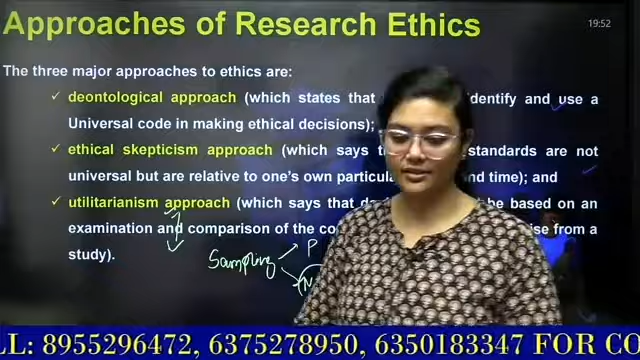 Approaches of Research Ethics
19:52
The three major approaches to ethics are:
✓ deontological approach (which states that identify and use a
Universal code in making ethical decisions);
✓ ethical skepticism approach (which says standards are not
universal but are relative to one's own nd time); and
✓ utilitarianism approach (which says that be based on an
examination and comparison of the ise from a
study).
Sampling P
N
LL: 8955296472, 6375278950, 6350183347 FOR CO